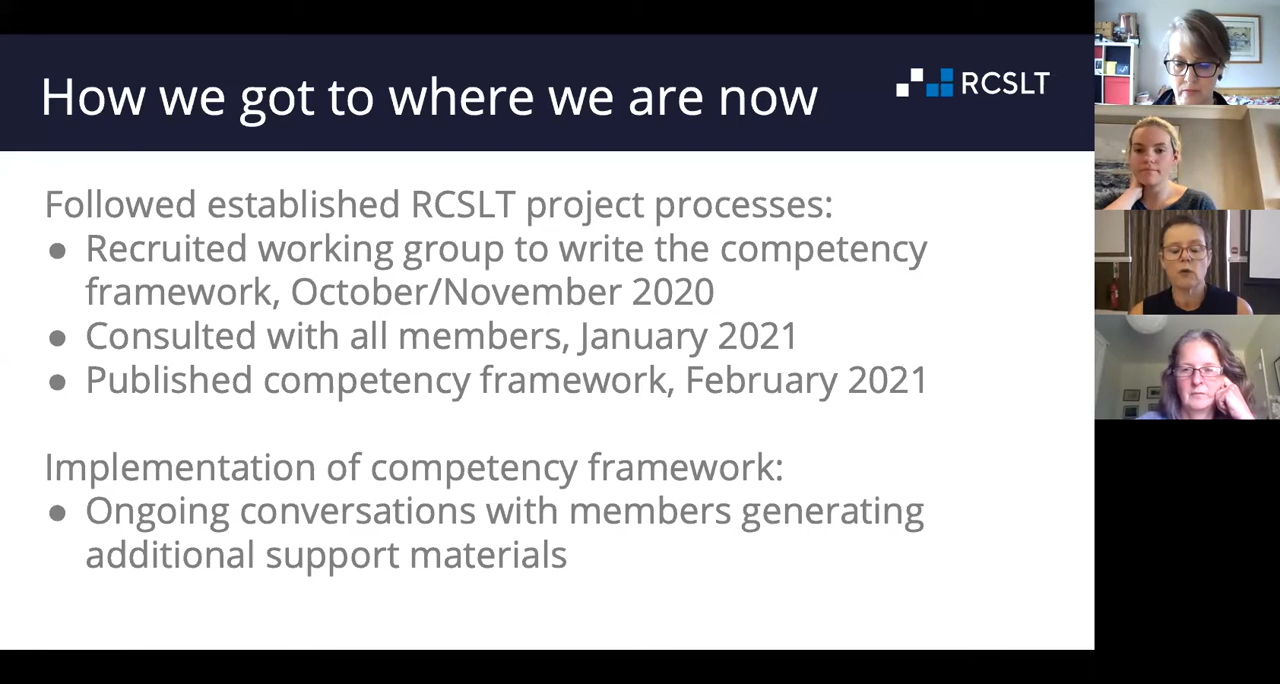 How we got to where we are now
RCSLT
Followed established RCSLT project processes:
● Recruited working group to write the competency
framework, October/November 2020
● Consulted with all members, January 2021
● Published competency framework, February 2021
Implementation of competency framework:
● Ongoing conversations with members generating
additional support materials